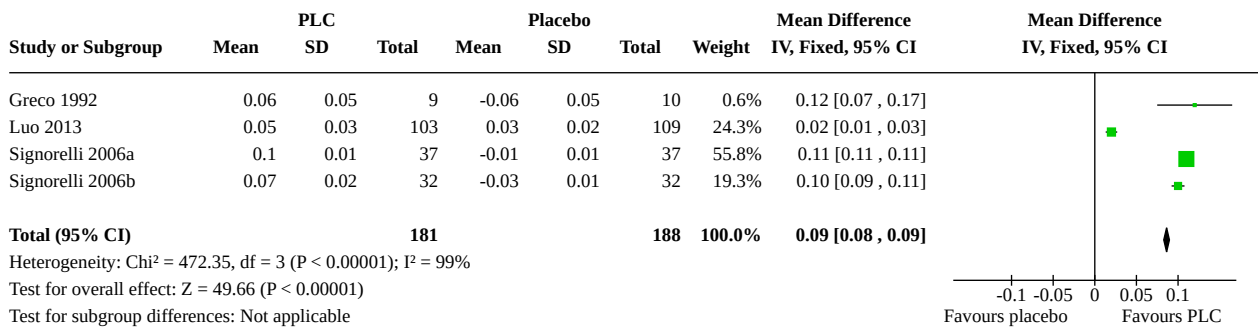 PLC Placebo Mean Difference Mean Difference
Study or Subgroup Mean SD Total Mean SD Total Weight IV, Fixed, 95% CI IV, Fixed, 95% CI
Greco 1992 0.06 0.05 9 -0.06 0.05 10 0.6% 0.12 [0.07 , 0.17]
Luo 2013 0.05 0.03 103 0.03 0.02 109 24.3% 0.02 [0.01 , 0.03]
Signorelli 2006a 0.1 0.01 37 -0.01 0.01 37 55.8% 0.11 [0.11 , 0.11]
Signorelli 2006b 0.07 0.02 32 -0.03 0.01 32 19.3% 0.10 [0.09 , 0.11]
Total (95% CI) 181 188 100.0% 0.09 [0.08 , 0.09]
Heterogeneity: Chi² = 472.35, df = 3 (P < 0.00001); I² = 99%
Test for overall effect: Z = 49.66 (P < 0.00001)
Test for subgroup differences: Not applicable
-0.1 -0.05 0 0.05 0.1
Favours placebo Favours PLC